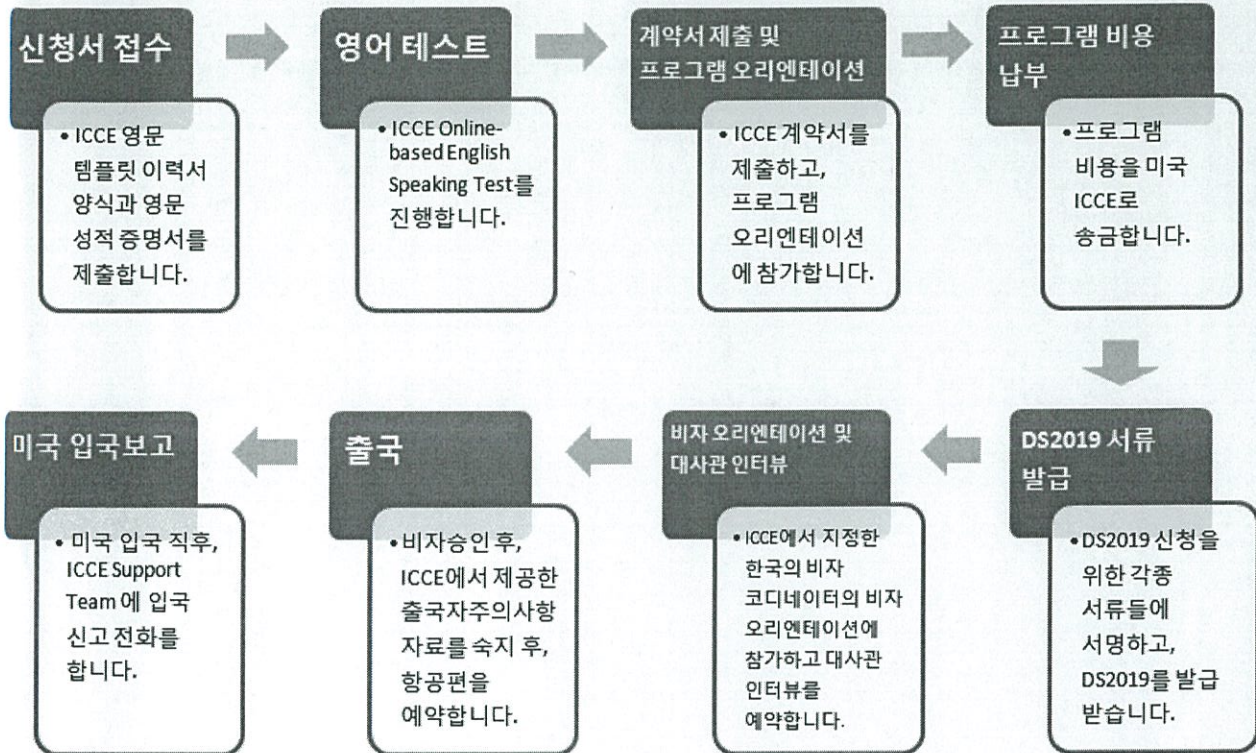 신청서 접수
• ICCE 영문
템플릿 이력서
양식과 영문
성적 증명서를
제출합니다.
영어 테스트
• ICCE Online-
based English
Speaking Test를
진행합니다.
계약서 제출 및
프로그램 오리엔테이션
• ICCE 계약서를
제출하고,
프로그램
오리엔테이션
에 참가합니다.
프로그램 비용
납부
• 프로그램
비용을 미국
ICCE로
송금합니다.
DS2019 서류
발급
• DS2019 신청을
위한 각종
서류들에
서명하고,
DS2019를 발급
받습니다.
비자 오리엔테이션 및
대사관 인터뷰
• ICCE에서 지정한
한국의 비자
코디네이터의 비자
오리엔테이션에
참가하고 대사관
인터뷰를
예약합니다.
출국
• 비자승인 후,
ICCE에서 제공한
출국자주의사항
자료를 숙지 후,
항공편을
예약합니다.
미국 입국보고
• 미국 입국 직후,
ICCE Support
Team 에 입국
신고 전화를
합니다.